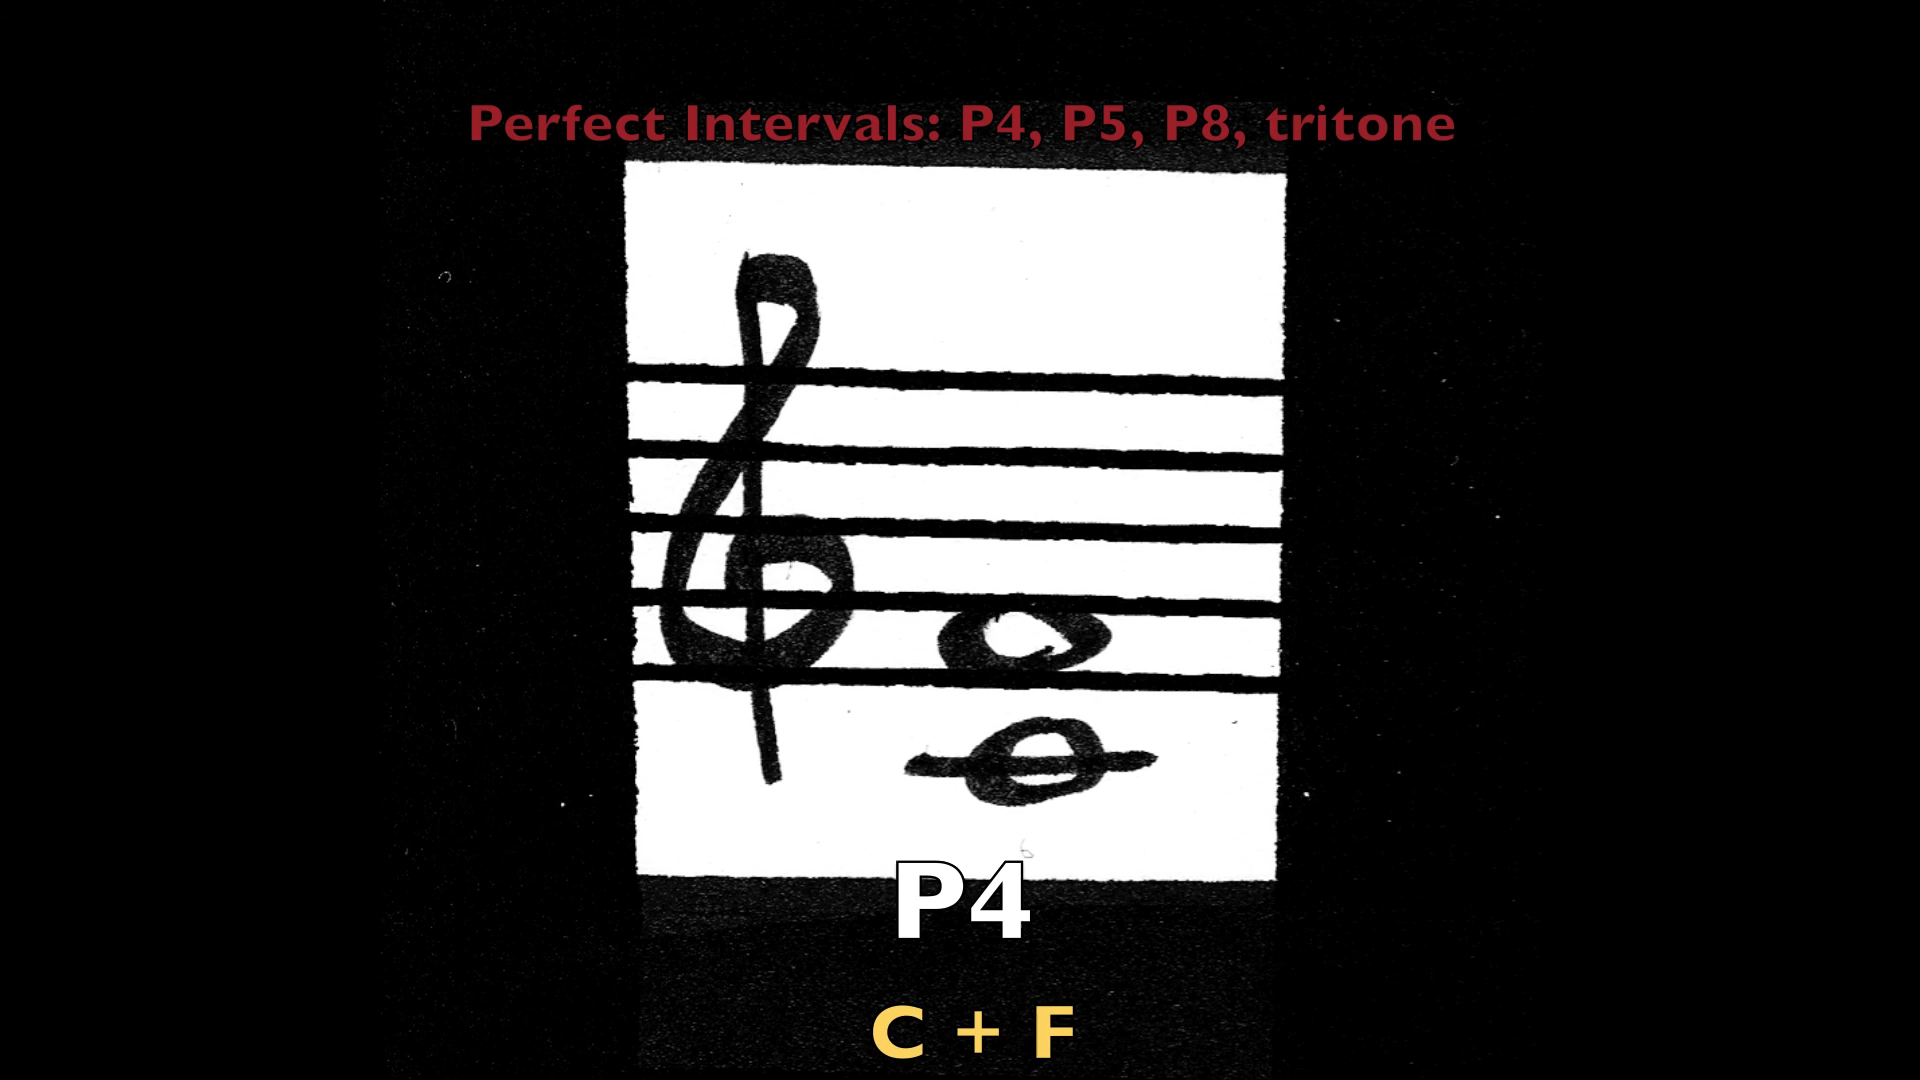 Perfect Intervals: P4, P5, P8, tritone
P4
C + F